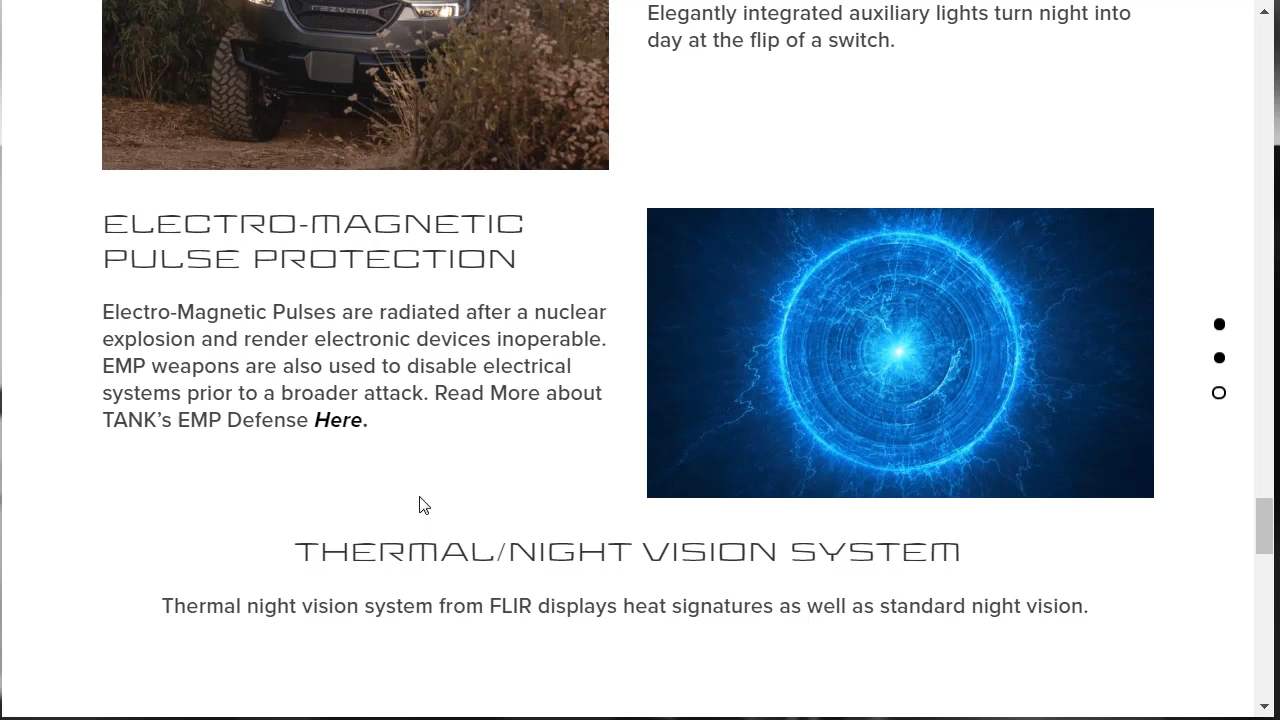 REZVANI
Elegantly integrated auxiliary lights turn night into
day at the flip of a switch.
ELECTRO-MAGNETIC
PULSE PROTECTION
Electro-Magnetic Pulses are radiated after a nuclear
explosion and render electronic devices inoperable.
EMP weapons are also used to disable electrical
systems prior to a broader attack. Read More about
TANK’s EMP Defense Here.
THERMAL/NIGHT VISION SYSTEM
Thermal night vision system from FLIR displays heat signatures as well as standard night vision.